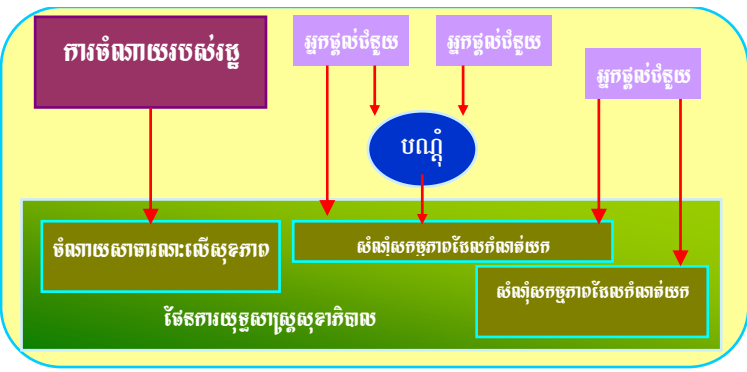 ការចំណាយរបស់រដ្ឋ
អ្នកផ្តល់ជំនួយ
អ្នកផ្តល់ជំនួយ
អ្នកផ្តល់ជំនួយ
បណ្តុំ
ចំណាយសាធារណះលើសុខភាព
សំណុំសកម្មភាពដែលកំណត់យក
សំណុំសកម្មភាពដែលកំណត់យក
ផែនការយុទ្ធសាស្ត្រសុខាភិបាល